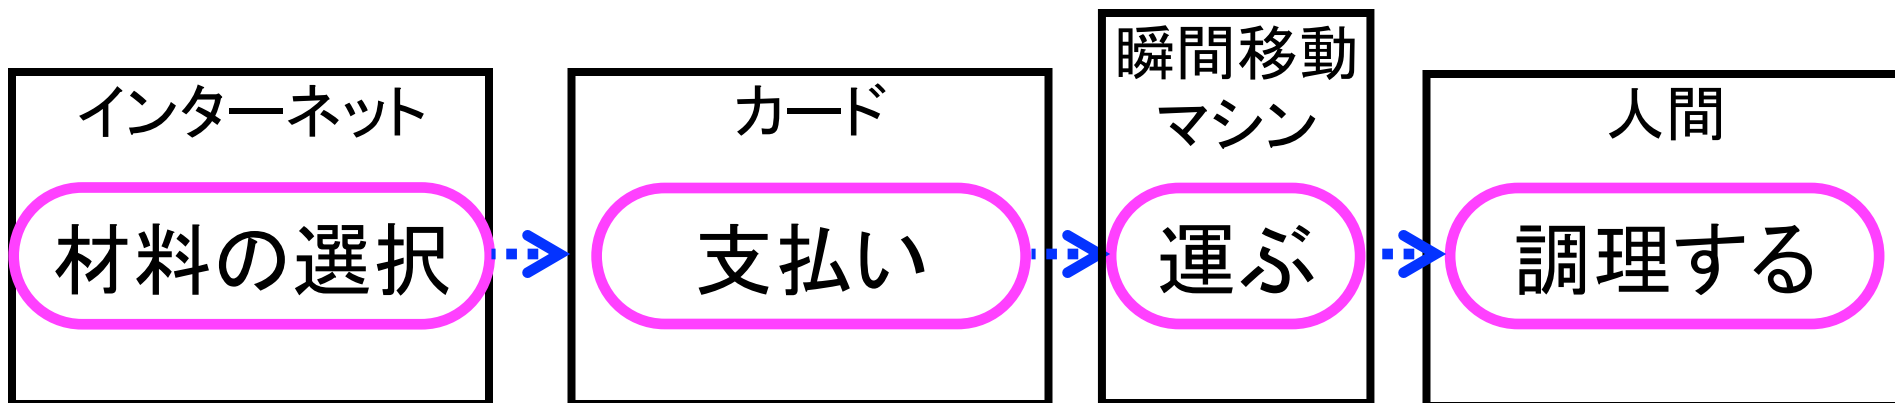 インターネット
材料の選択
カード
支払い
瞬間移動
マシン
運ぶ
人間
調理する